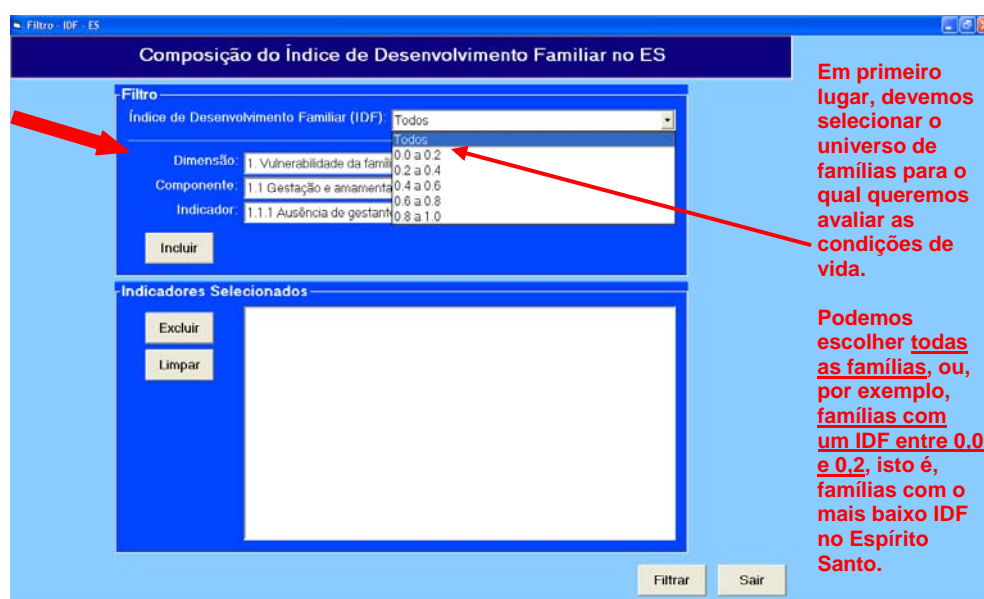 Filtro - IDF - ES
Composição do Índice de Desenvolvimento Familiar no ES
Filtro
Índice de Desenvolvimento Familiar (IDF): Todos
Todos
0.0 a 0.2
0.2 a 0.4
0.4 a 0.6
0.6 a 0.8
0.8 a 1.0
Dimensão: 1. Vulnerabilidade da famíl
Componente: 1.1 Gestação e amamenta
Indicador: 1.1.1 Ausência de gestant
Incluir
Indicadores Selecionados
Excluir
Limpar
Filtrar
Sair
Em primeiro
lugar, devemos
selecionar o
universo de
famílias para o
qual queremos
avaliar as
condições de
vida.
Podemos
escolher todas
as famílias, ou,
por exemplo,
famílias com
um IDF entre 0,0
e 0,2, isto é,
famílias com o
mais baixo IDF
no Espírito
Santo.